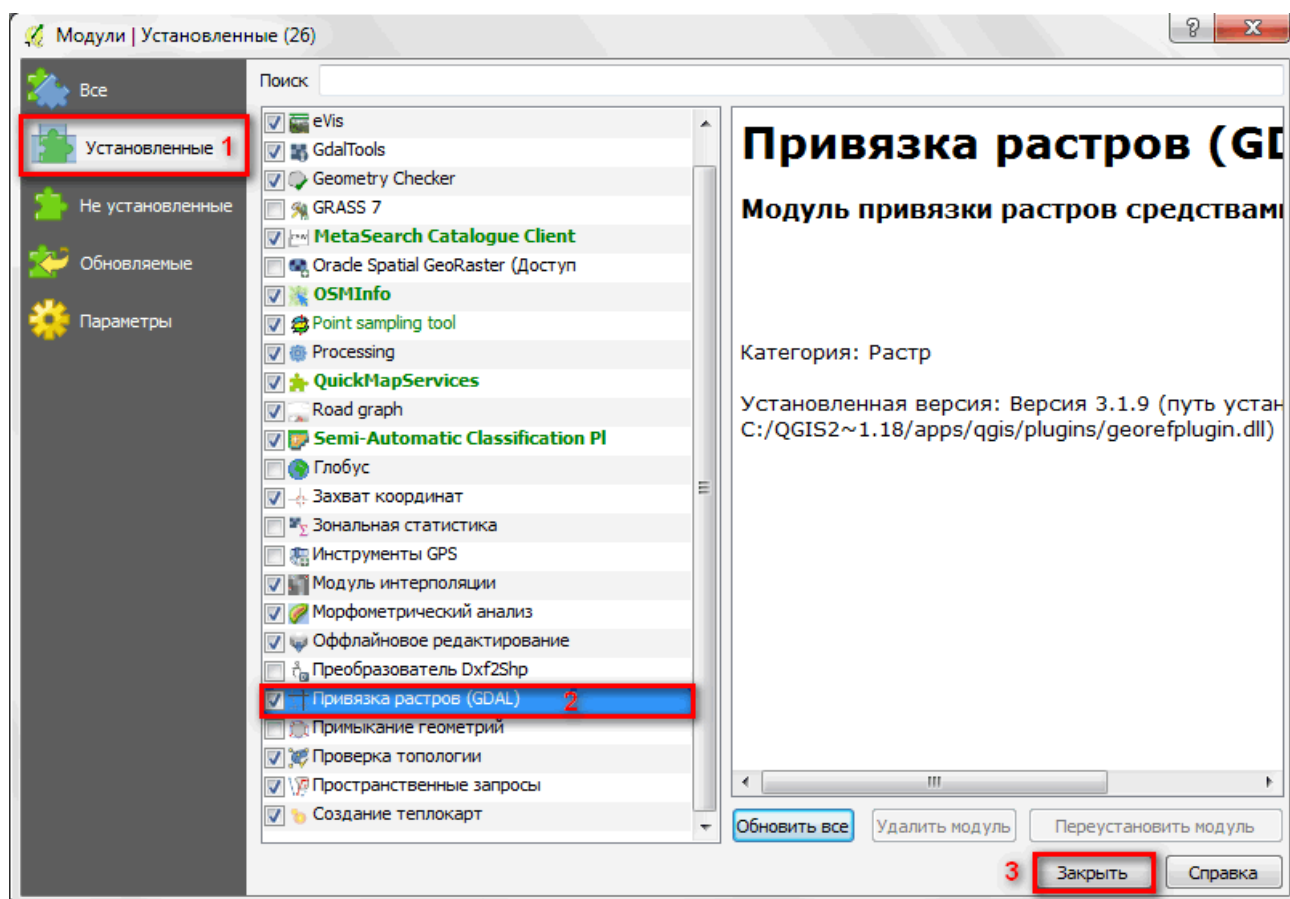 Модули | Установленные (26)
Все
Установленные 1
Не установленные
Обновляемые
Параметры
Поиск
eVis
GdalTools
Geometry Checker
GRASS 7
MetaSearch Catalogue Client
Oracle Spatial GeoRaster (Доступ
OSMInfo
Point sampling tool
Processing
QuickMapServices
Road graph
Semi-Automatic Classification Pl
Глобус
Захват координат
Зональная статистика
Инструменты GPS
Модуль интерполяции
Морфометрический анализ
Оффлайновое редактирование
Преобразователь Dxf2Shp
Привязка растров (GDAL) 2
Примыкание геометрий
Проверка топологии
Пространственные запросы
Создание теплокарт
Привязка растров (GD
Модуль привязки растров средствами
Категория: Растр
Установленная версия: Версия 3.1.9 (путь устан
C:/QGIS2~1.18/apps/qgis/plugins/georefplugin.dll)
Обновить все
Удалить модуль
Переустановить модуль
3 Закрыть
Справка